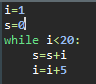 i=1
s=0
while i<20:
    s=s+i
    i=i+5